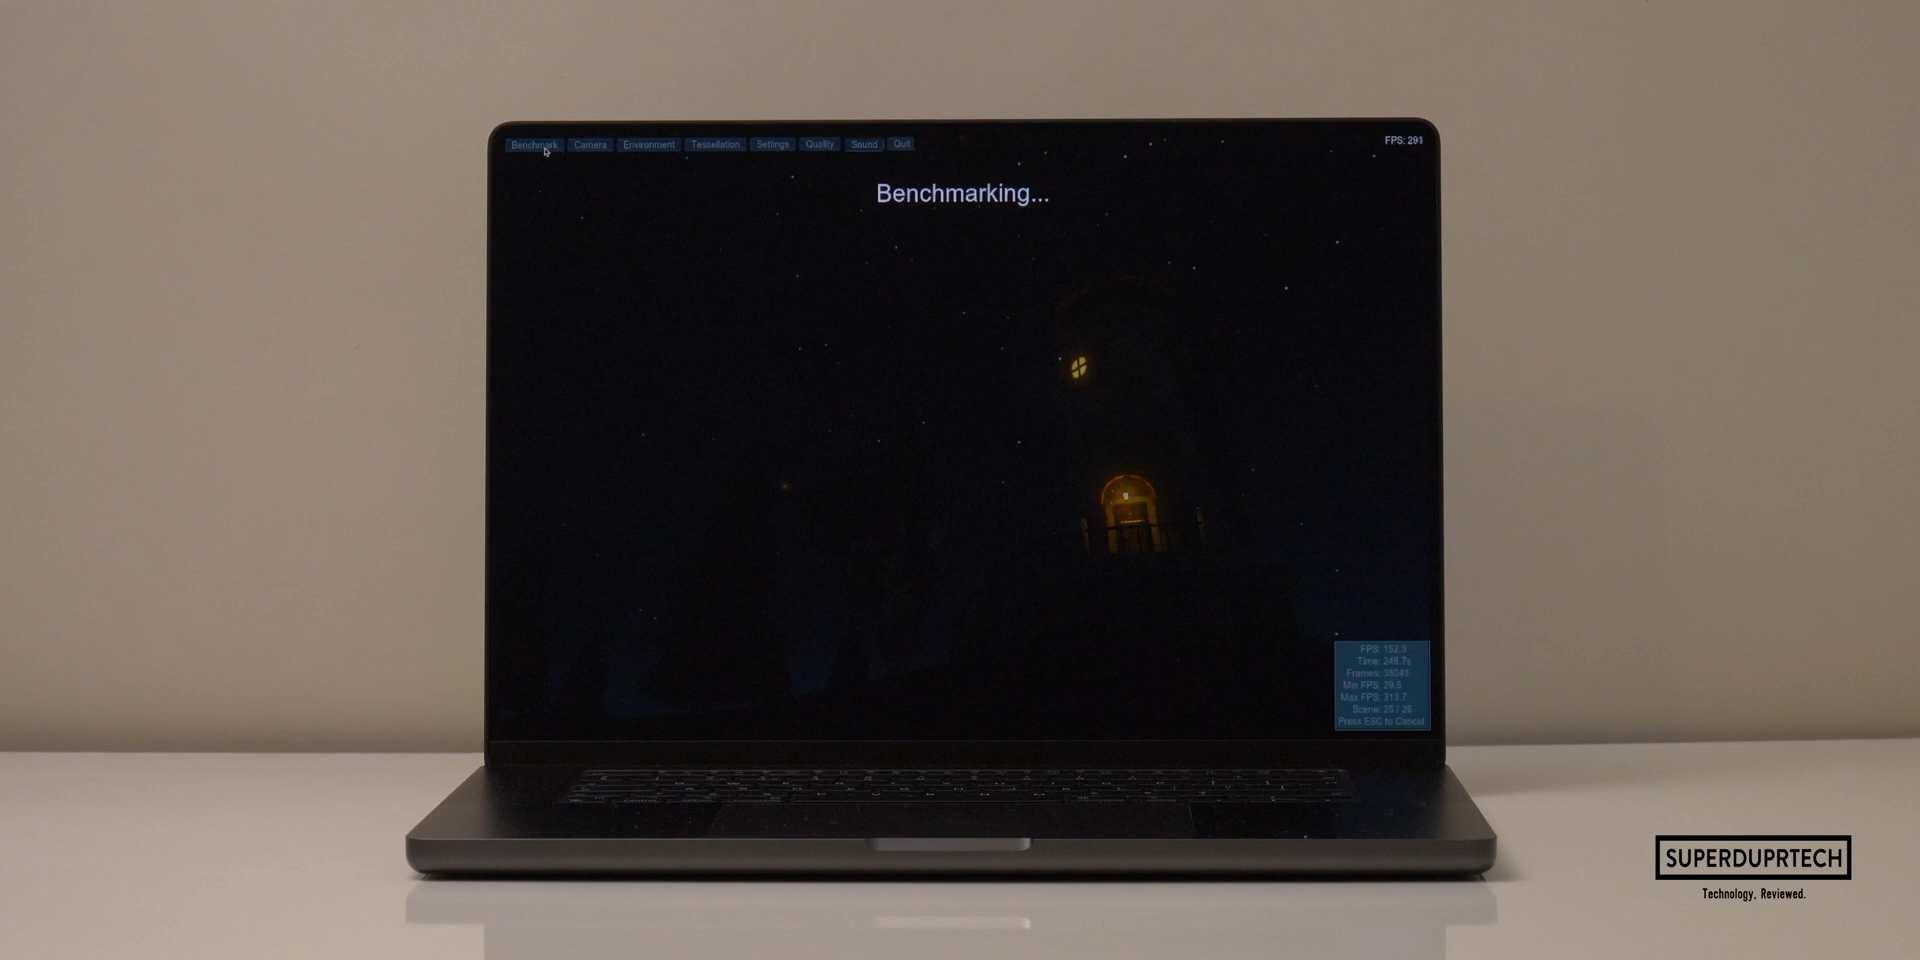 Benchmark Camera Environment Tessellation Settings Quality Sound Quit
FPS: 291
Benchmarking...
FPS: 152.9
Time: 248.7s
Frames: 38041
Min FPS: 29.5
Max FPS: 313.7
Scene: 25 / 26
Press ESC to Cancel
SUPERDUPRTECH
Technology, Reviewed.